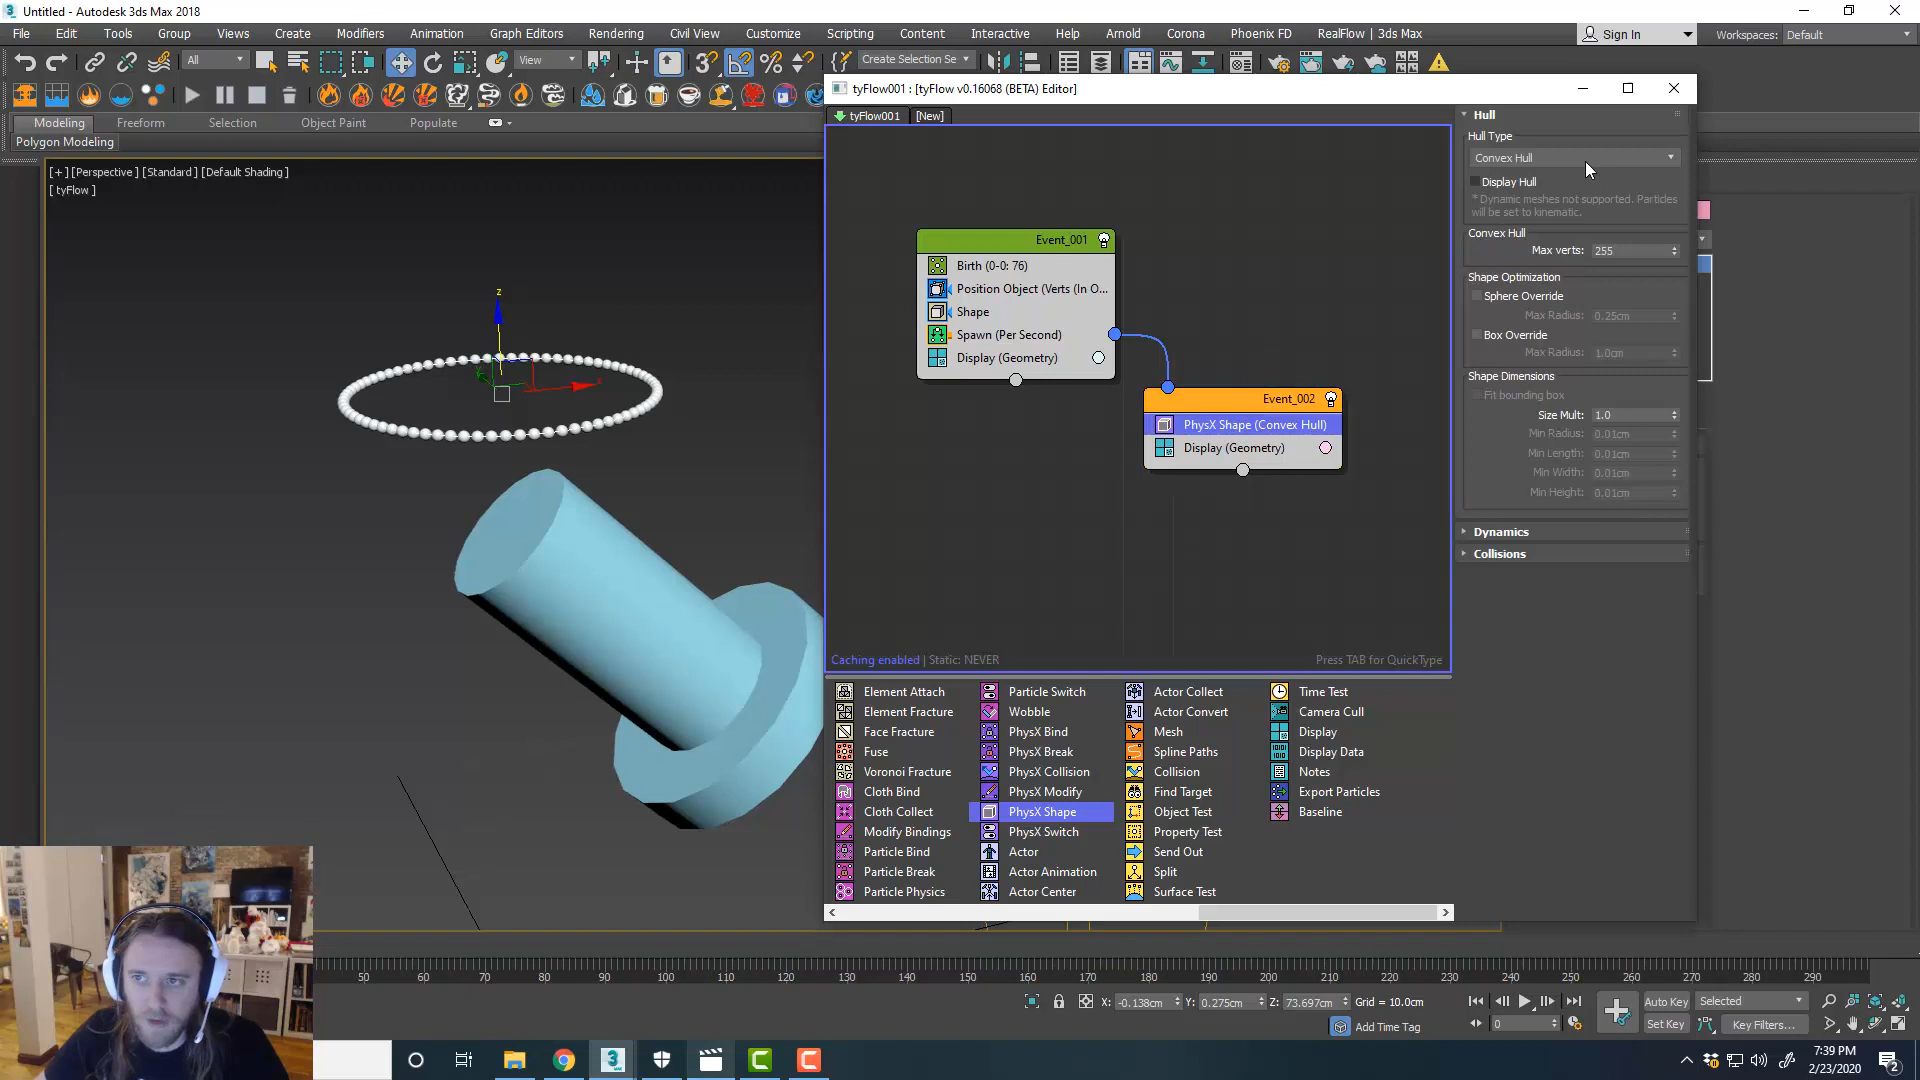 Untitled - Autodesk 3ds Max 2018
File Edit Tools Group Views Create Modifiers Animation Graph Editors Rendering Civil View Customize Scripting Content Interactive Help Arnold Corona Phoenix FD RealFlow | 3ds Max Sign In Workspaces: Default
All View Create Selection Se
tyFlow001 : [tyFlow v0.16068 (BETA) Editor]
Modeling Freeform Selection Object Paint Populate
Polygon Modeling
[+] [Perspective ] [Standard ] [Default Shading ]
[ tyFlow ]
z
x
y
tyFlow001 [New]
Event_001
Birth (0-0: 76)
Position Object (Verts (In O...
Shape
Spawn (Per Second)
Display (Geometry)
Event_002
PhysX Shape (Convex Hull)
Display (Geometry)
Caching enabled | Static: NEVER
Press TAB for QuickType
Hull
Hull Type
Convex Hull
Display Hull
* Dynamic meshes not supported. Particles
will be set to kinematic.
Convex Hull
Max verts: 255
Shape Optimization
Sphere Override
Max Radius: 0.25cm
Box Override
Max Radius: 1.0cm
Shape Dimensions
Fit bounding box
Size Mult: 1.0
Min Radius: 0.01cm
Min Length: 0.01cm
Min Width: 0.01cm
Min Height: 0.01cm
Dynamics
Collisions
Element Attach Particle Switch Actor Collect Time Test
Element Fracture Wobble Actor Convert Camera Cull
Face Fracture PhysX Bind Mesh Display
Fuse PhysX Break Spline Paths Display Data
Voronoi Fracture PhysX Collision Collision Notes
Cloth Bind PhysX Modify Find Target Export Particles
Cloth Collect PhysX Shape Object Test Baseline
Modify Bindings PhysX Switch Property Test
Particle Bind Actor Send Out
Particle Break Actor Animation Split
Particle Physics Actor Center Surface Test
50 60 70 80 90 100 110 120 130 140 150 160 170 180 190 200 210 220 230 240 250 260 270 280 290
X: -0.138cm Y: 0.275cm Z: 73.697cm Grid = 10.0cm
Auto Key Selected
Add Time Tag
0
Set Key Key Filters...
7:39 PM
2/23/2020
2